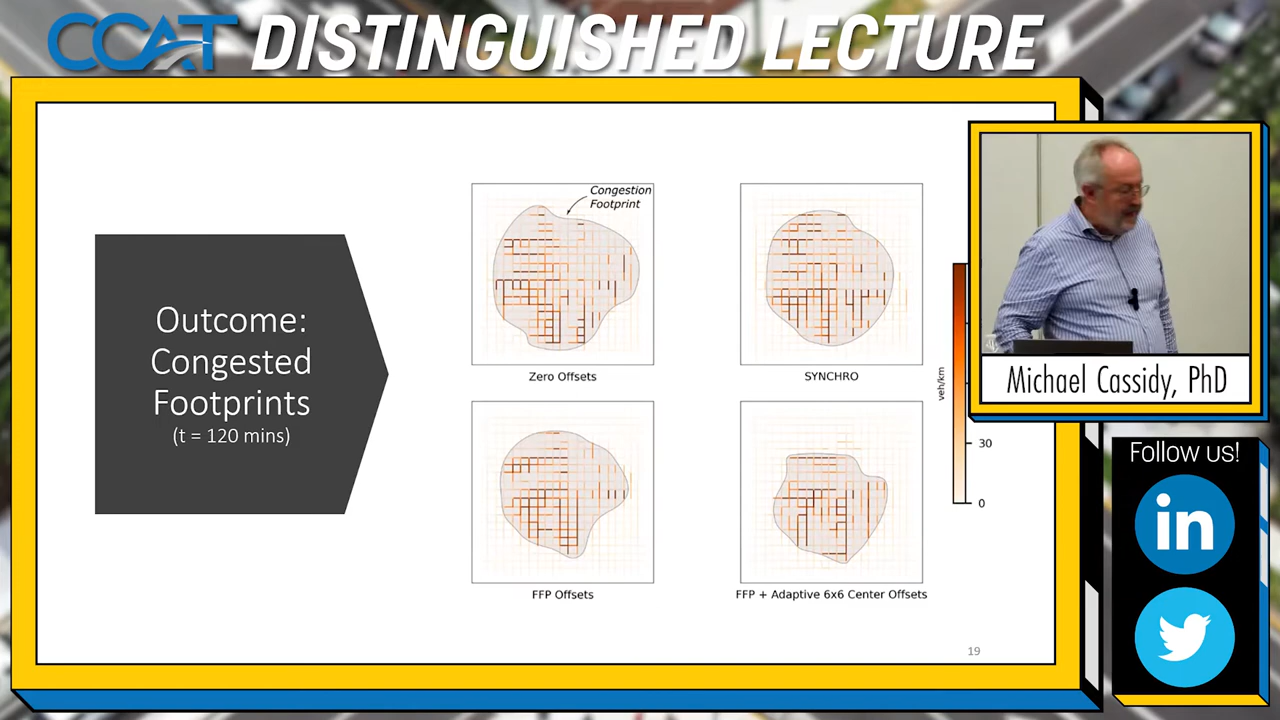 CCAT DISTINGUISHED LECTURE
Outcome:
Congested
Footprints
(t = 120 mins)
Congestion
Footprint
Zero Offsets
SYNCHRO
FFP Offsets
FFP + Adaptive 6x6 Center Offsets
veh/km
30
0
19
Michael Cassidy, PhD
Follow us!
in